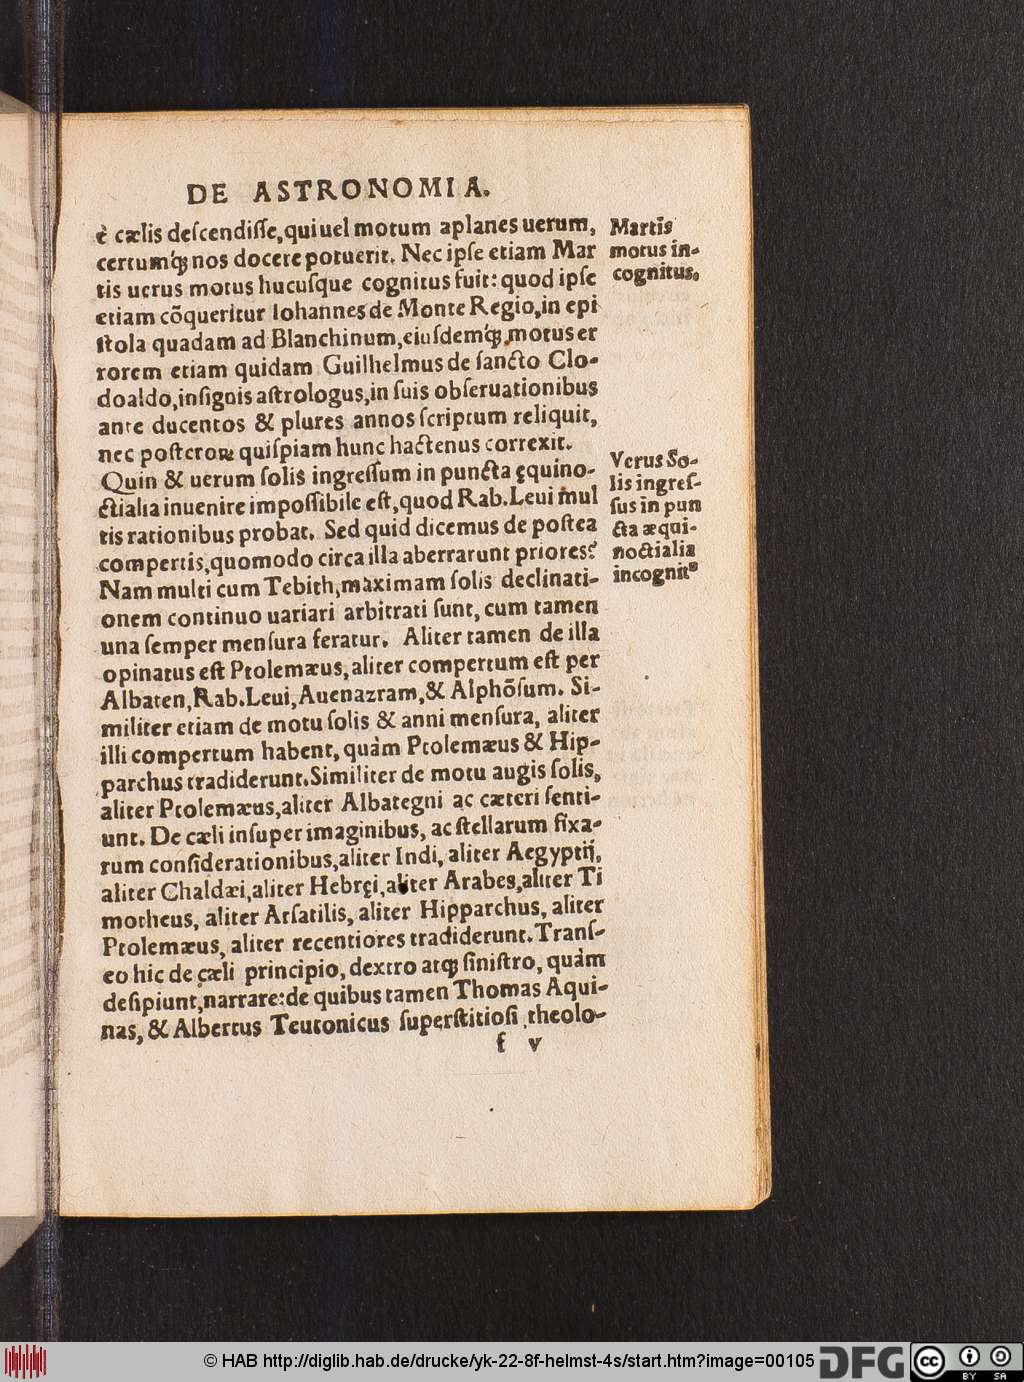 DE ASTRONOMIA.
è cælis descendisse, qui uel motum aplanes uerum,
certumq́ꝫ nos docere potuerit. Nec ipse etiam Mar
tis uerus motus hucusque cognitus fuit: quod ipse
etiam cõqueritur Iohannes de Monte Regio, in epi
stola quadam ad Blanchinum, eiusdemq́ꝫ motus er
rorem etiam quidam Guilhelmus de sancto Clo-
doaldo, insignis astrologus, in suis obseruationibus
ante ducentos & plures annos scriptum reliquit,
nec posteroꝝ quispiam hunc hactenus correxit.
Quin & uerum solis ingressum in puncta ęquino-
ctialia inuenire impossibile est, quod Rab. Leui mul
tis rationibus probat. Sed quid dicemus de postea
compertis, quomodo circa illa aberrarunt priores?
Nam multi cum Tebith, maximam solis declinati-
onem continuo uariari arbitrati sunt, cum tamen
una semper mensura feratur. Aliter tamen de illa
opinatus est Ptolemæus, aliter compertum est per
Albaten, Rab. Leui, Auenazram, & Alphõsum. Si-
militer etiam de motu solis & anni mensura, aliter
illi compertum habent, quàm Ptolemæus & Hip-
parchus tradiderunt. Similiter de motu augis solis,
aliter Ptolemæus, aliter Albategni ac cæteri senti-
unt. De cæli insuper imaginibus, ac stellarum fixa-
rum considerationibus, aliter Indi, aliter Aegyptij,
aliter Chaldæi, aliter Hebręi, aliter Arabes, aliter Ti
motheus, aliter Arsatilis, aliter Hipparchus, aliter
Ptolemæus, aliter recentiores tradiderunt. Trans-
eo hic de cæli principio, dextro atqꝫ sinistro, quàm
desipiunt, narrare: de quibus tamen Thomas Aqui-
nas, & Albertus Teutonicus superstitiosi theolo-
f v
Martis
motus in-
cognitus.
Verus So-
lis ingres-
sus in pun
cta æqui-
noctialia
incognitꝰ
© HAB http://diglib.hab.de/drucke/yk-22-8f-helmst-4s/start.htm?image=00105
DFG
cc
BY SA